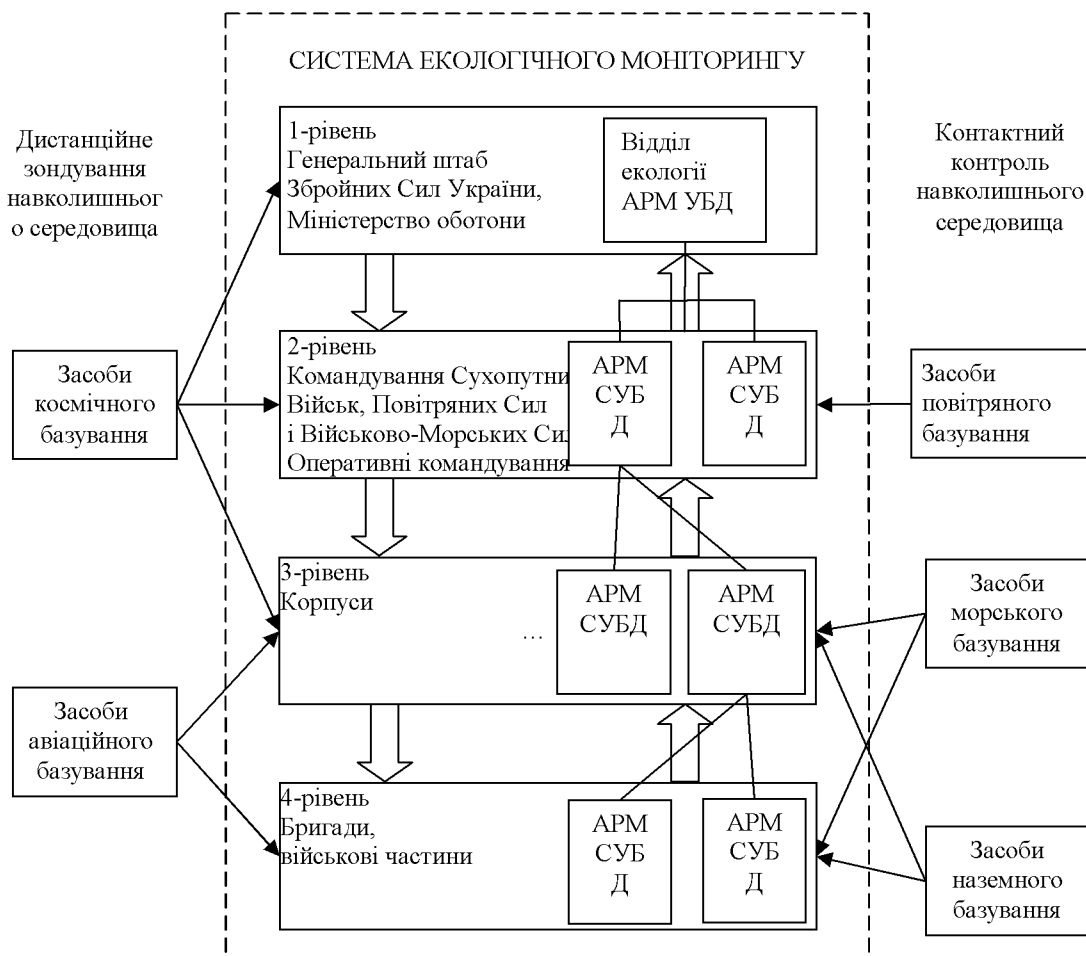 СИСТЕМА ЕКОЛОГІЧНОГО МОНІТОРИНГУ
Дистанційне
зондування
навколишньог
о середовища
1-рівень
Генеральний штаб
Збройних Сил України,
Міністерство оботони
Відділ
екології
АРМ УБД
Контактний
контроль
навколишнього
середовища
Засоби
космічного
базування
2-рівень
Командування Сухопутни
Військ, Повітряних Сил
і Військово-Морських Сил
Оперативні командування
АРМ
СУБ
Д
АРМ
СУБ
Д
Засоби
повітряного
базування
3-рівень
Корпуси
...
АРМ
СУБД
АРМ
СУБД
Засоби
морського
базування
Засоби
авіаційного
базування
4-рівень
Бригади,
військові частини
АРМ
СУБ
Д
АРМ
СУБ
Д
Засоби
наземного
базування